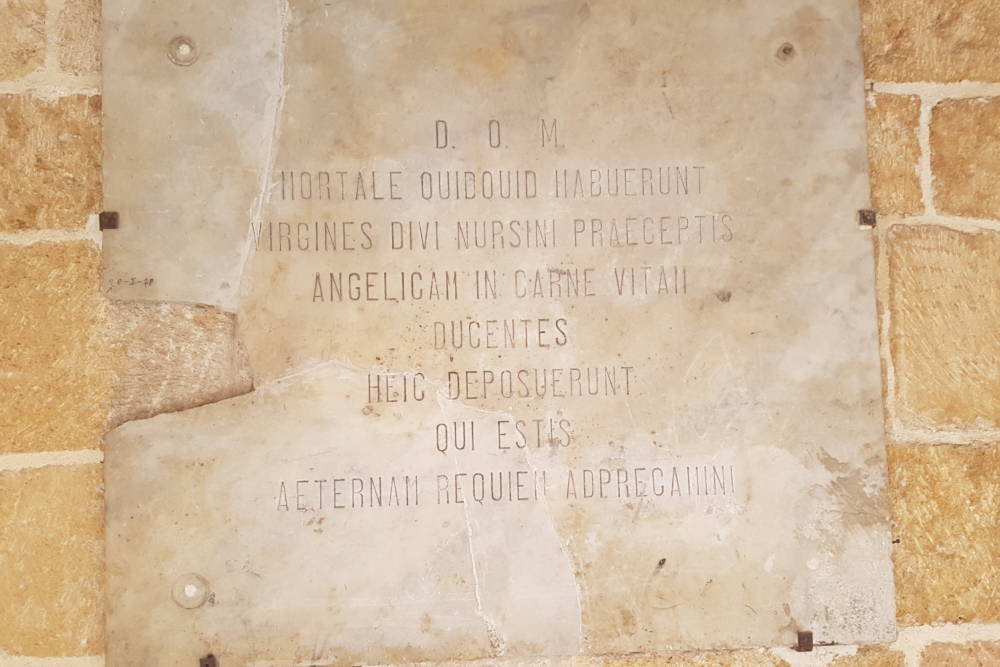 D. O. M.
MORTALE QUIDQUID HABUERUNT
VIRGINES DIVI NURSINI PRAECEPTIS
ANGELICAM IN CARNE VITAM
DUCENTES
HEIC DEPOSUERUNT
QUI ESTIS
AETERNAM REQUIEM ADPRECAMINI